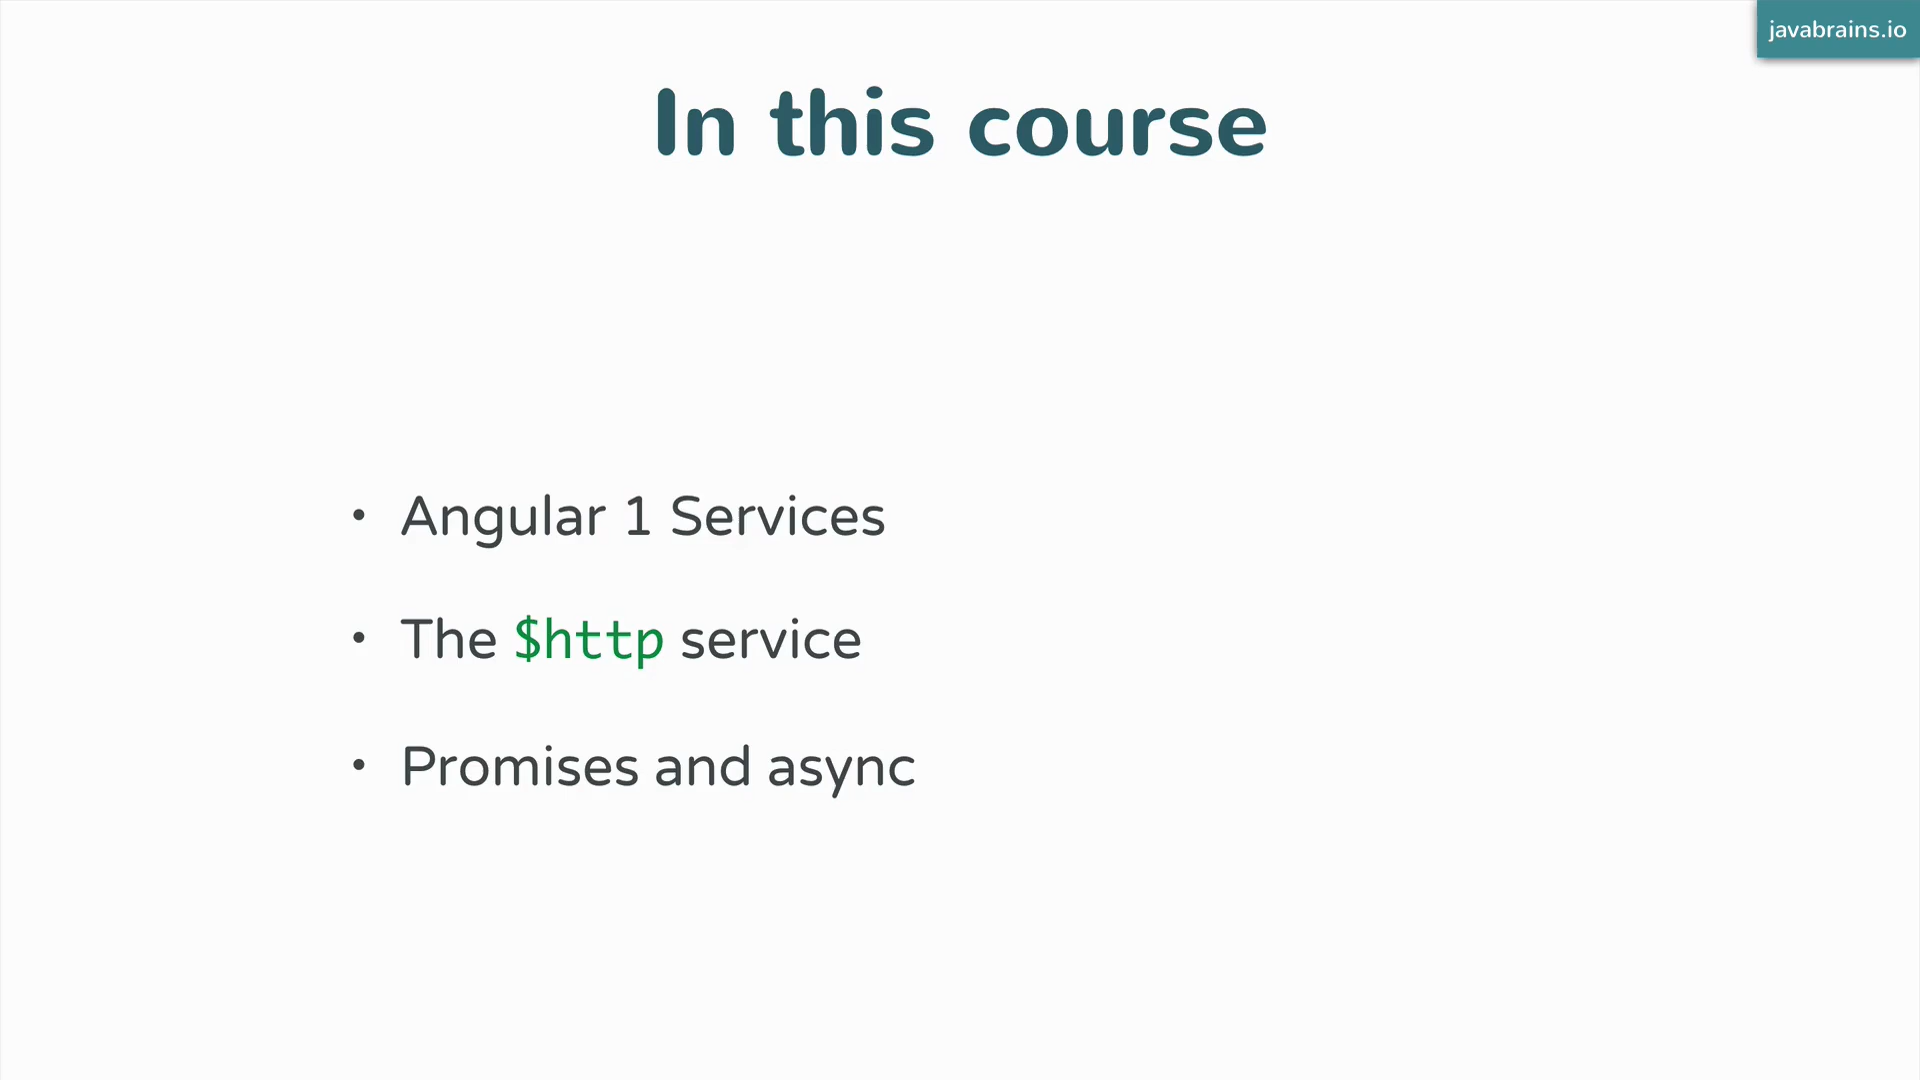 javabrains.io
In this course
• Angular 1 Services
• The $http service
• Promises and async